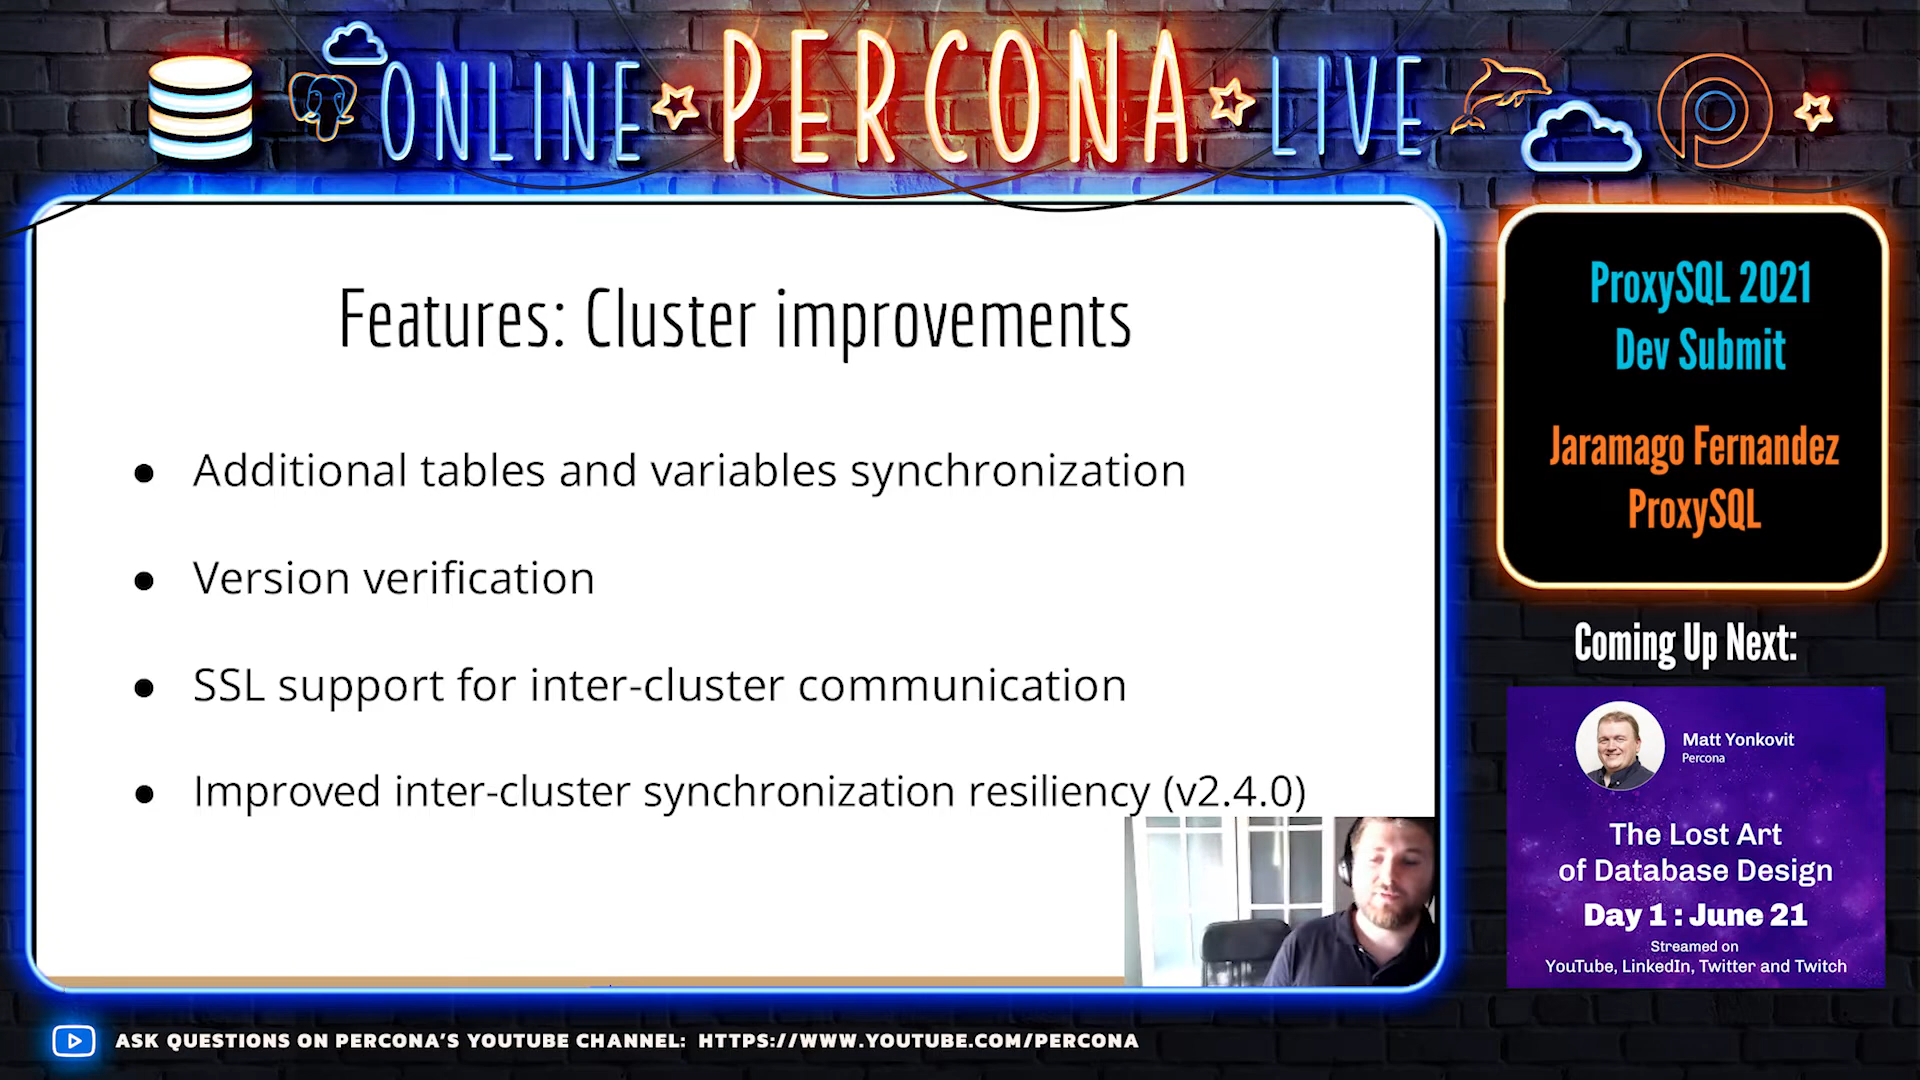 ONLINE PERCONA LIVE
Features: Cluster improvements
● Additional tables and variables synchronization
● Version verification
● SSL support for inter-cluster communication
● Improved inter-cluster synchronization resiliency (v2.4.0)
ProxySQL 2021
Dev Submit
Jaramago Fernandez
ProxySQL
Coming Up Next:
Matt Yonkovit
Percona
The Lost Art
of Database Design
Day 1 : June 21
Streamed on
YouTube, LinkedIn, Twitter and Twitch
ASK QUESTIONS ON PERCONA'S YOUTUBE CHANNEL: HTTPS://WWW.YOUTUBE.COM/PERCONA